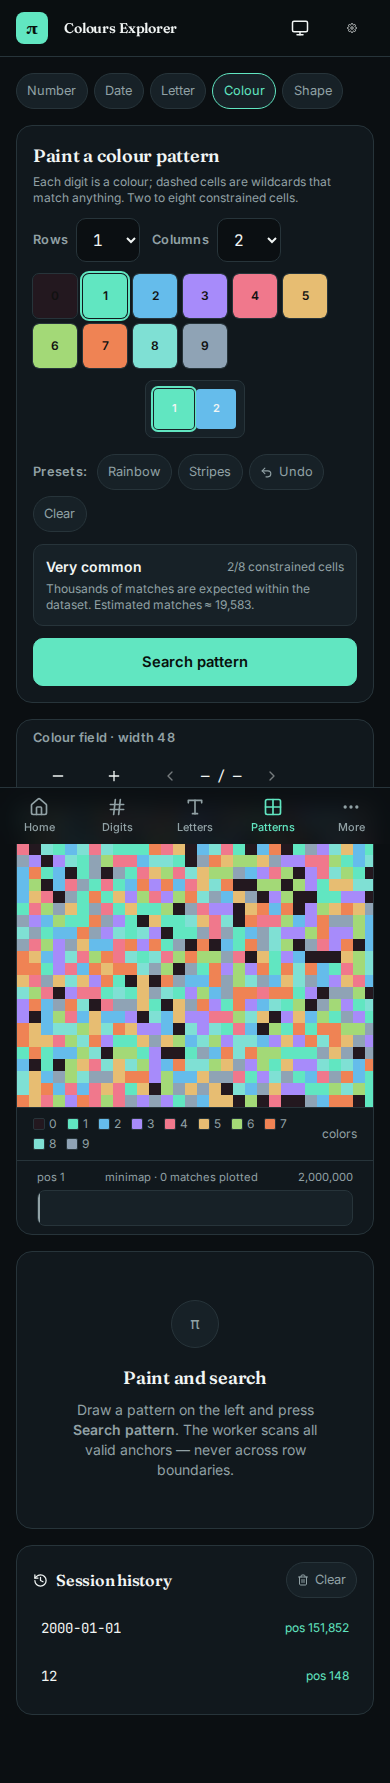 π Colours Explorer
Number Date Letter Colour Shape
Paint a colour pattern
Each digit is a colour; dashed cells are wildcards that
match anything. Two to eight constrained cells.
Rows 1 Columns 2
0 1 2 3 4 5
6 7 8 9
1 2
Presets: Rainbow Stripes Undo
Clear
Very common 2/8 constrained cells
Thousands of matches are expected within the
dataset. Estimated matches ≈ 19,583.
Search pattern
Colour field · width 48
− + ‹ – / – ›
Home Digits Letters Patterns More
0 1 2 3 4 5 6 7
8 9 colors
pos 1 minimap · 0 matches plotted 2,000,000
π
Paint and search
Draw a pattern on the left and press
Search pattern. The worker scans all
valid anchors — never across row
boundaries.
Session history Clear
2000-01-01 pos 151,852
12 pos 148